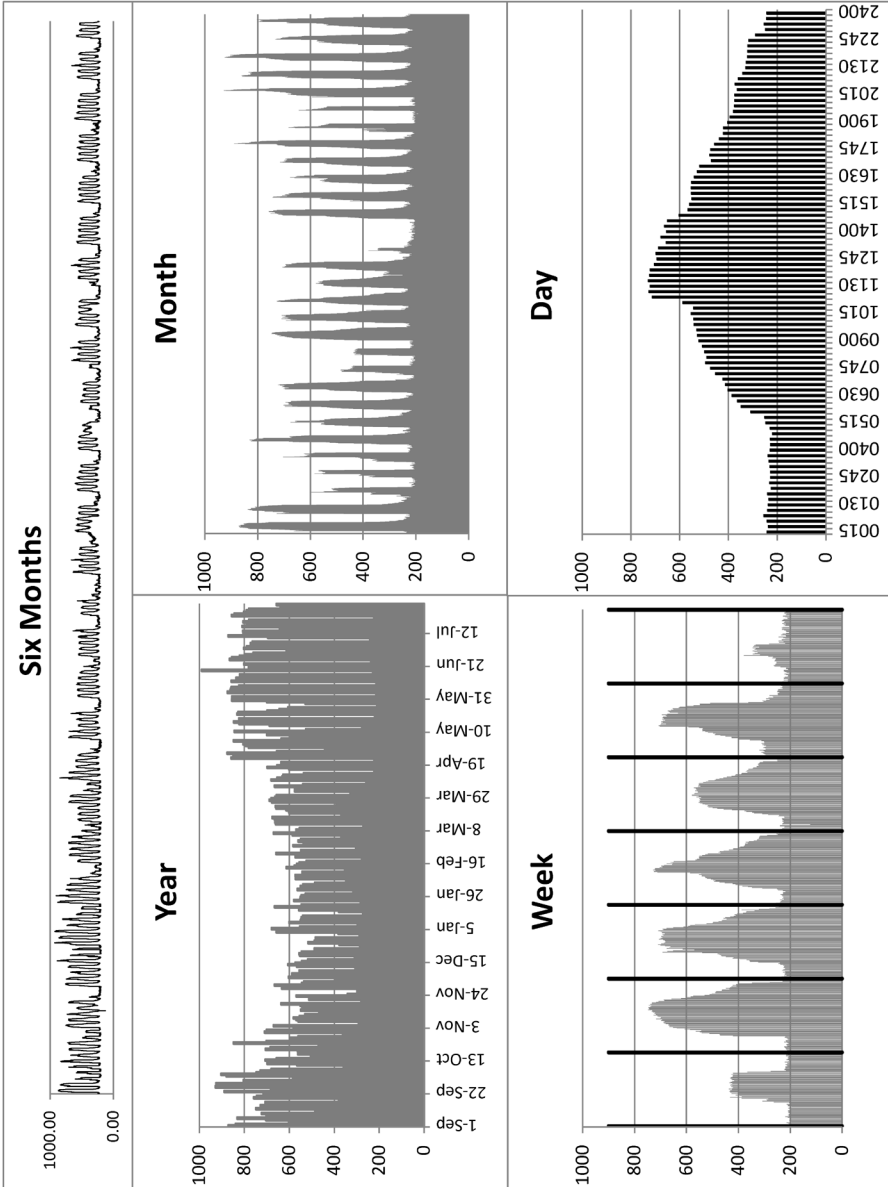 Six Months
1000.00
0.00
Year
1000
800
600
400
200
0
1-Sep
22-Sep
13-Oct
3-Nov
24-Nov
15-Dec
5-Jan
26-Jan
16-Feb
8-Mar
29-Mar
19-Apr
10-May
31-May
21-Jun
12-Jul
Month
1000
800
600
400
200
0
Week
1000
800
600
400
200
0
Day
1000
800
600
400
200
0
0015
0130
0245
0400
0515
0630
0745
0900
1015
1130
1245
1400
1515
1630
1745
1900
2015
2130
2245
2400